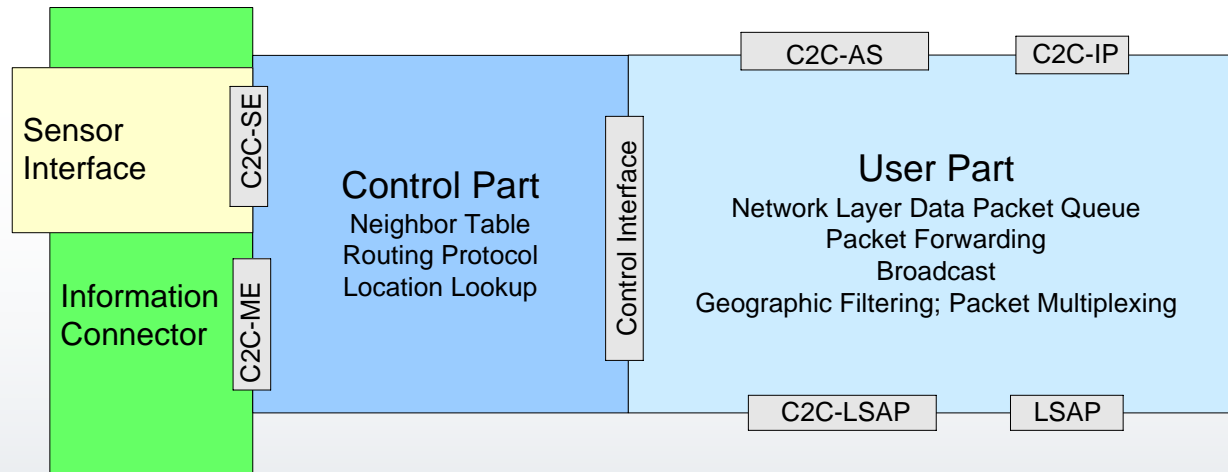 C2C-AS
C2C-IP
Sensor
Interface
C2C-SE
Information
Connector
C2C-ME
Control Part
Neighbor Table
Routing Protocol
Location Lookup
Control Interface
User Part
Network Layer Data Packet Queue
Packet Forwarding
Broadcast
Geographic Filtering; Packet Multiplexing
C2C-LSAP
LSAP